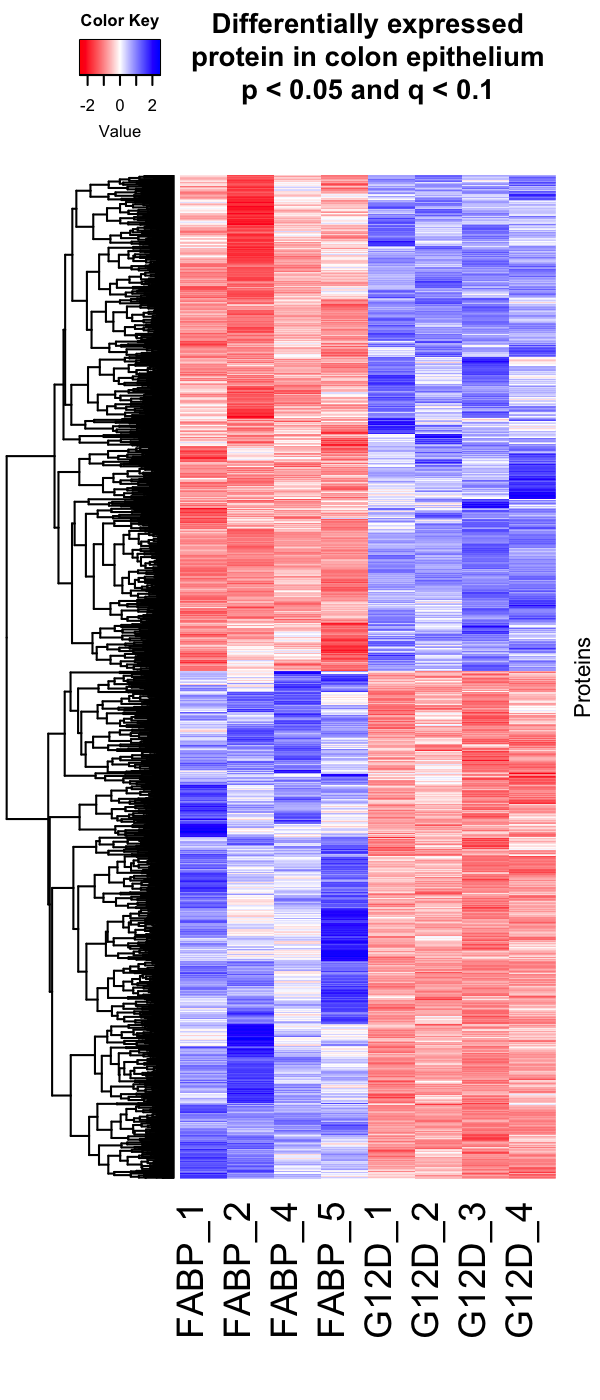 Color Key
-2 0 2
Value
Differentially expressed
protein in colon epithelium
p < 0.05 and q < 0.1
Proteins
FABP_1
FABP_2
FABP_4
FABP_5
G12D_1
G12D_2
G12D_3
G12D_4